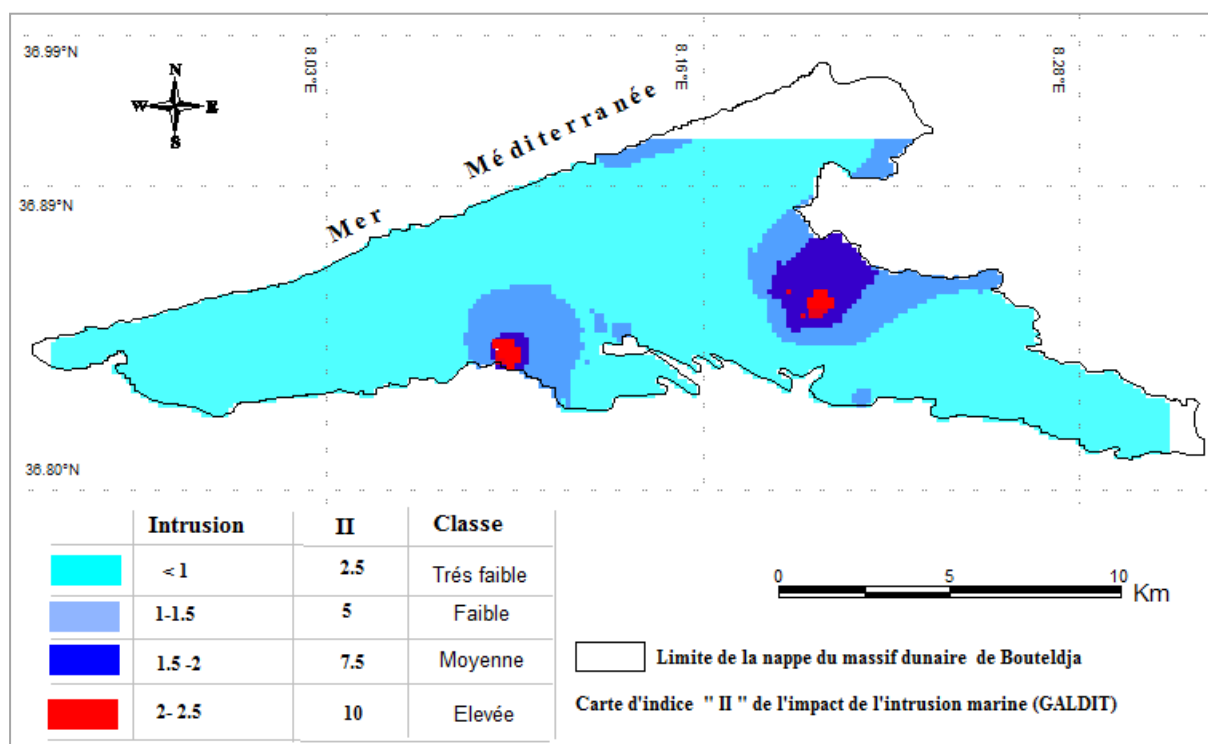 36.99°N
8.03°E
8.16°E
8.28°E
N
W E
S
Mer Méditerranée
36.89°N
36.80°N
Intrusion II Classe
< 1 2.5 Trés faible
1-1.5 5 Faible
1.5 -2 7.5 Moyenne
2- 2.5 10 Elevée
0 5 10 Km
Limite de la nappe du massif dunaire de Bouteldja
Carte d'indice " II " de l'impact de l'intrusion marine (GALDIT)